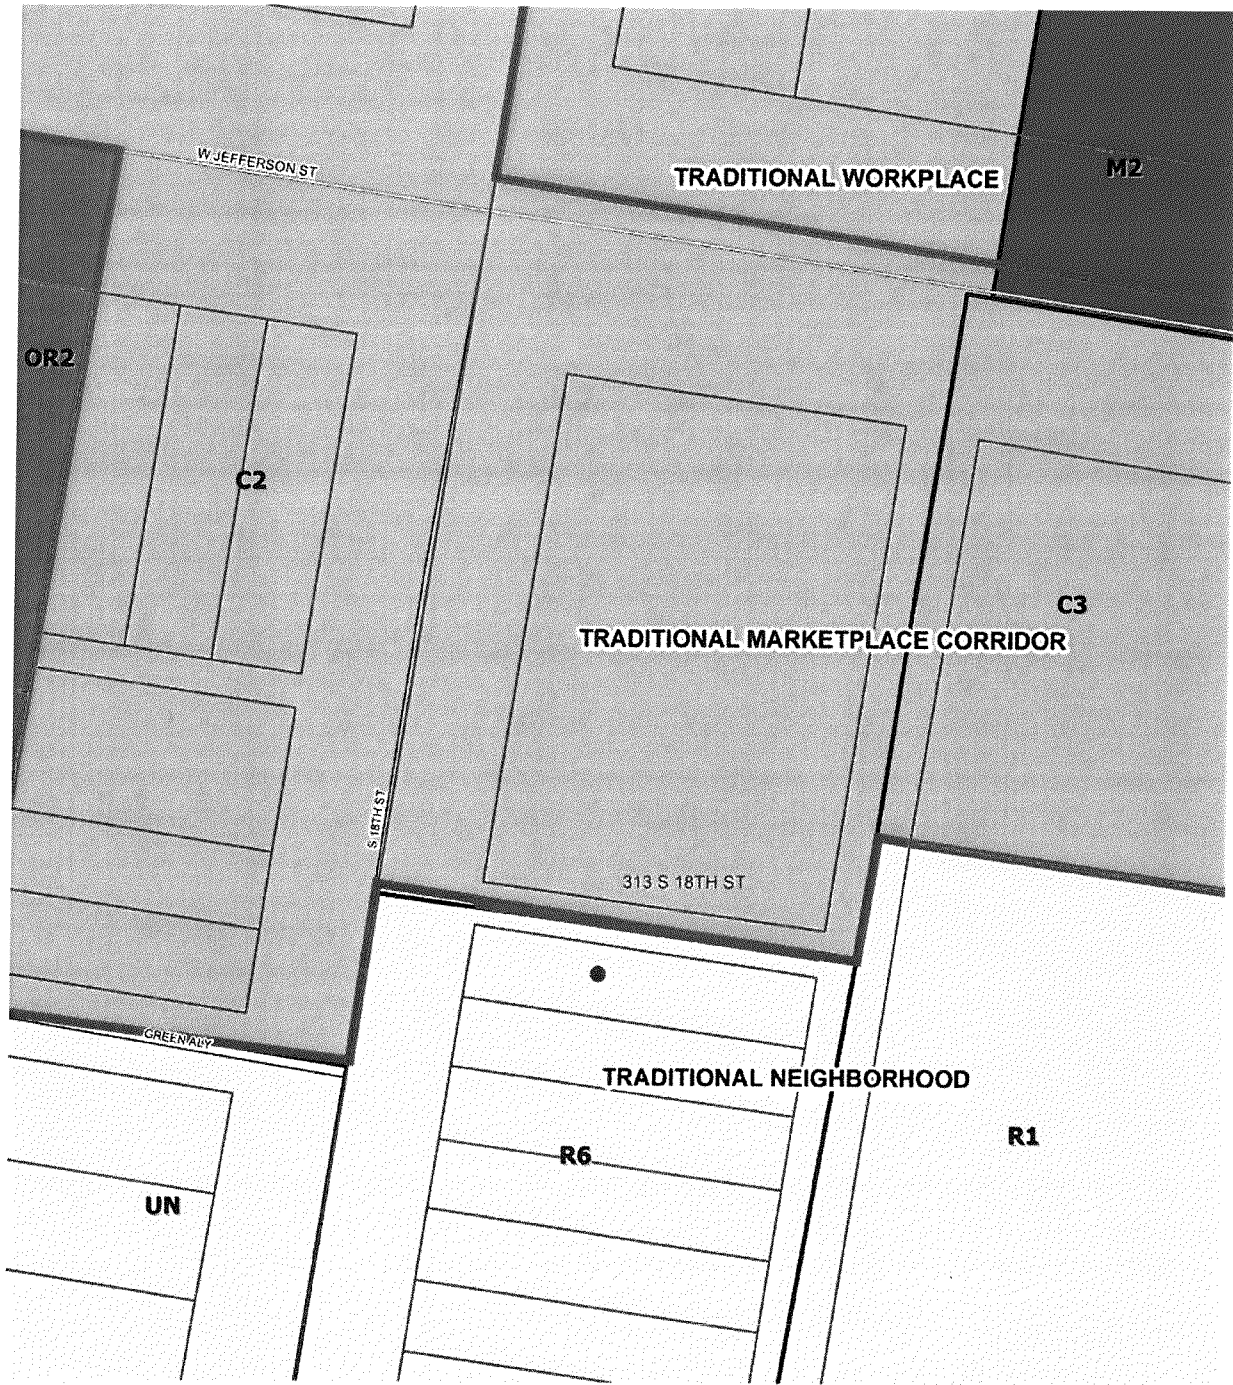 W JEFFERSON ST
TRADITIONAL WORKPLACE
M2
OR2
C2
C3
TRADITIONAL MARKETPLACE CORRIDOR
S 18TH ST
313 S 18TH ST
GREEN ALY
TRADITIONAL NEIGHBORHOOD
R1
R6
UN